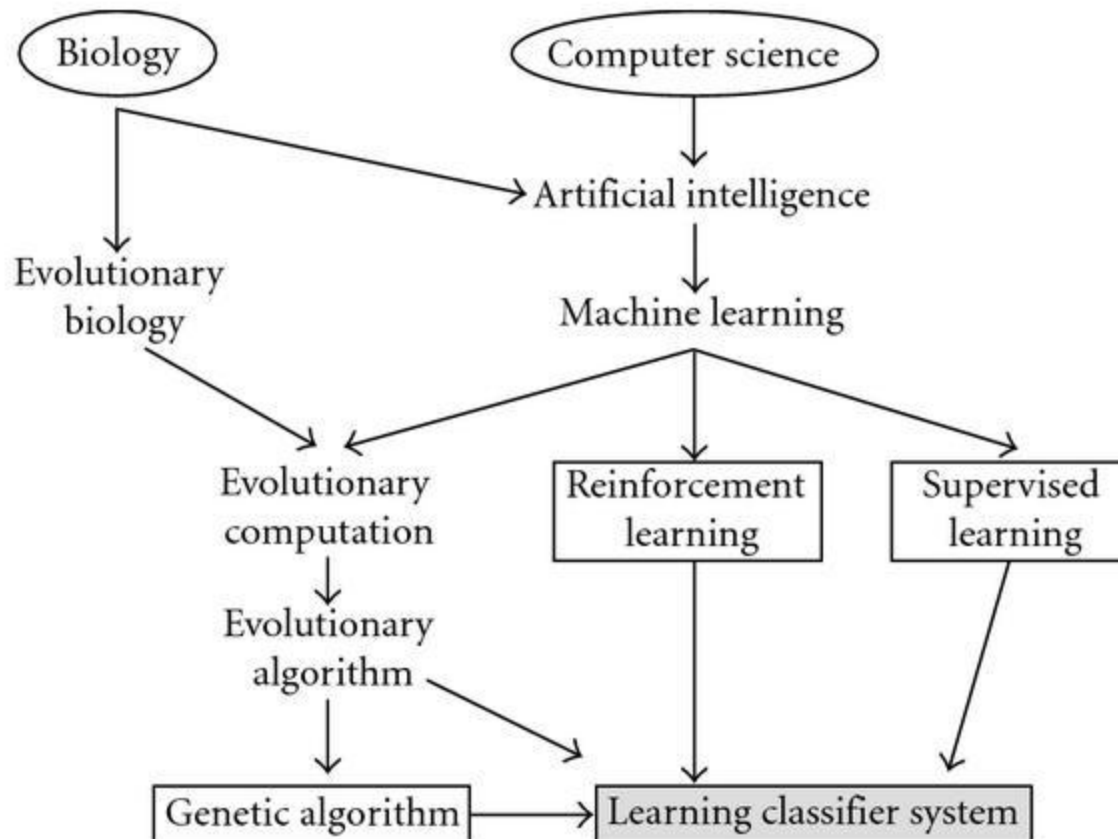 Biology
Computer science
Artificial intelligence
Evolutionary
biology
Machine learning
Evolutionary
computation
Reinforcement
learning
Supervised
learning
Evolutionary
algorithm
Genetic algorithm
Learning classifier system